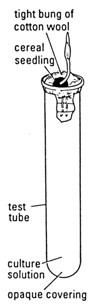 tight bung of
cotton wool
cereal
seedling
test
tube
culture
solution
opaque covering